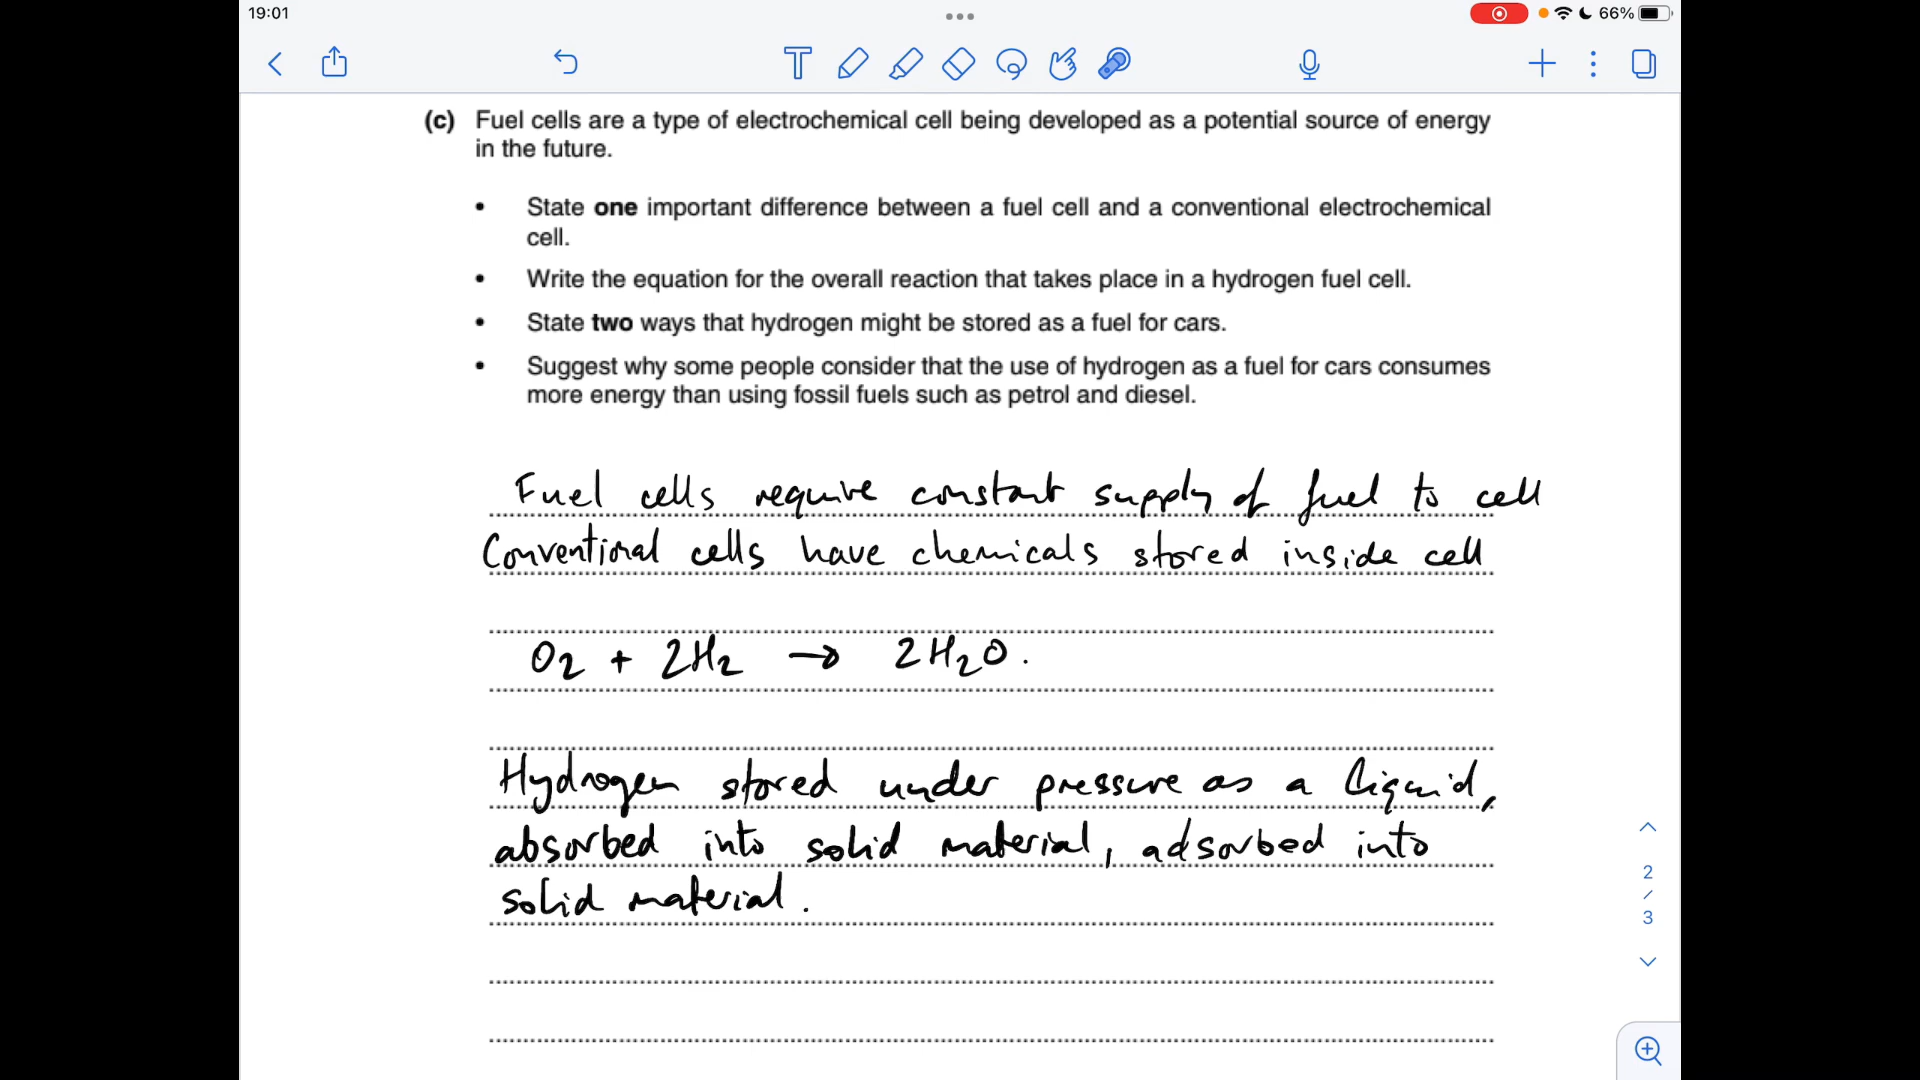 19:01
66%
(c) Fuel cells are a type of electrochemical cell being developed as a potential source of energy
in the future.
• State one important difference between a fuel cell and a conventional electrochemical
cell.
• Write the equation for the overall reaction that takes place in a hydrogen fuel cell.
• State two ways that hydrogen might be stored as a fuel for cars.
• Suggest why some people consider that the use of hydrogen as a fuel for cars consumes
more energy than using fossil fuels such as petrol and diesel.
Fuel cells require constant supply of fuel to cell
Conventional cells have chemicals stored inside cell
O2 + 2H2 → 2H2O.
Hydrogen stored under pressure as a liquid,
absorbed into solid material, adsorbed into
solid material.
2
/
3